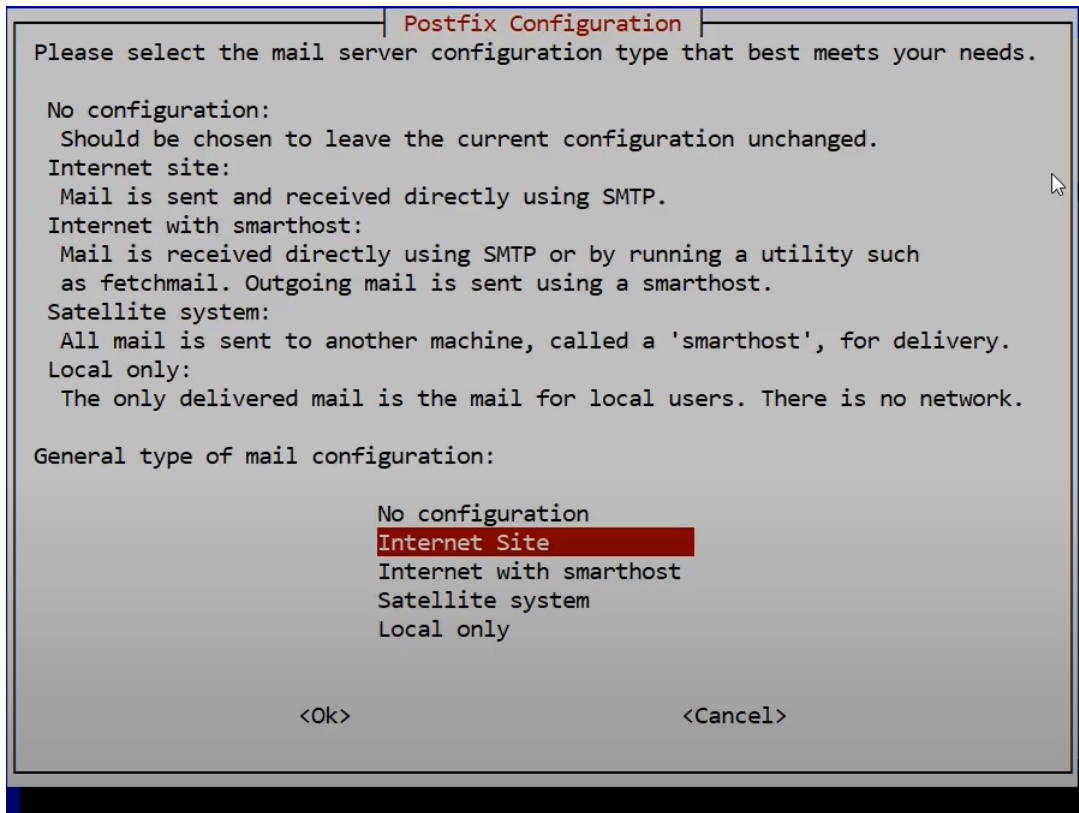 Postfix Configuration
Please select the mail server configuration type that best meets your needs.
No configuration:
Should be chosen to leave the current configuration unchanged.
Internet site:
Mail is sent and received directly using SMTP.
Internet with smarthost:
Mail is received directly using SMTP or by running a utility such
as fetchmail. Outgoing mail is sent using a smarthost.
Satellite system:
All mail is sent to another machine, called a 'smarthost', for delivery.
Local only:
The only delivered mail is the mail for local users. There is no network.
General type of mail configuration:
No configuration
Internet Site
Internet with smarthost
Satellite system
Local only
<Ok> <Cancel>